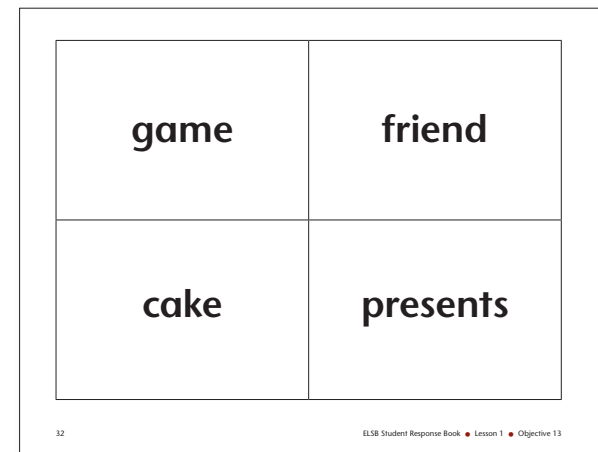 game friend
cake presents
32 ELSB Student Response Book ● Lesson 1 ● Objective 13